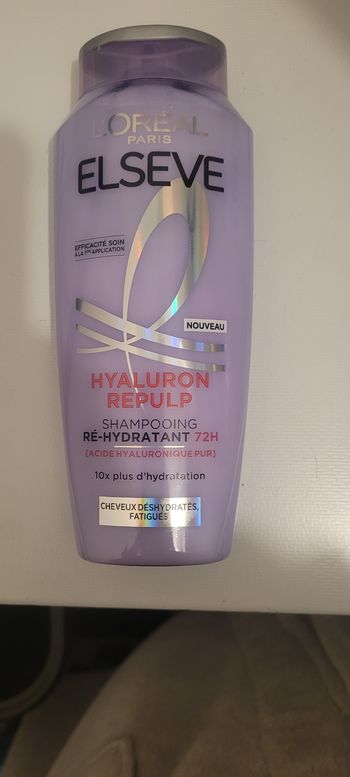 L'ORÉAL
PARIS
ELSEVE
EFFICACITÉ SOIN
À LA 1ÈRE APPLICATION
NOUVEAU
HYALURON
REPULP
SHAMPOOING
RÉ-HYDRATANT 72H
[ACIDE HYALURONIQUE PUR]
10x plus d'hydratation
CHEVEUX DÉSHYDRATÉS,
FATIGUÉS